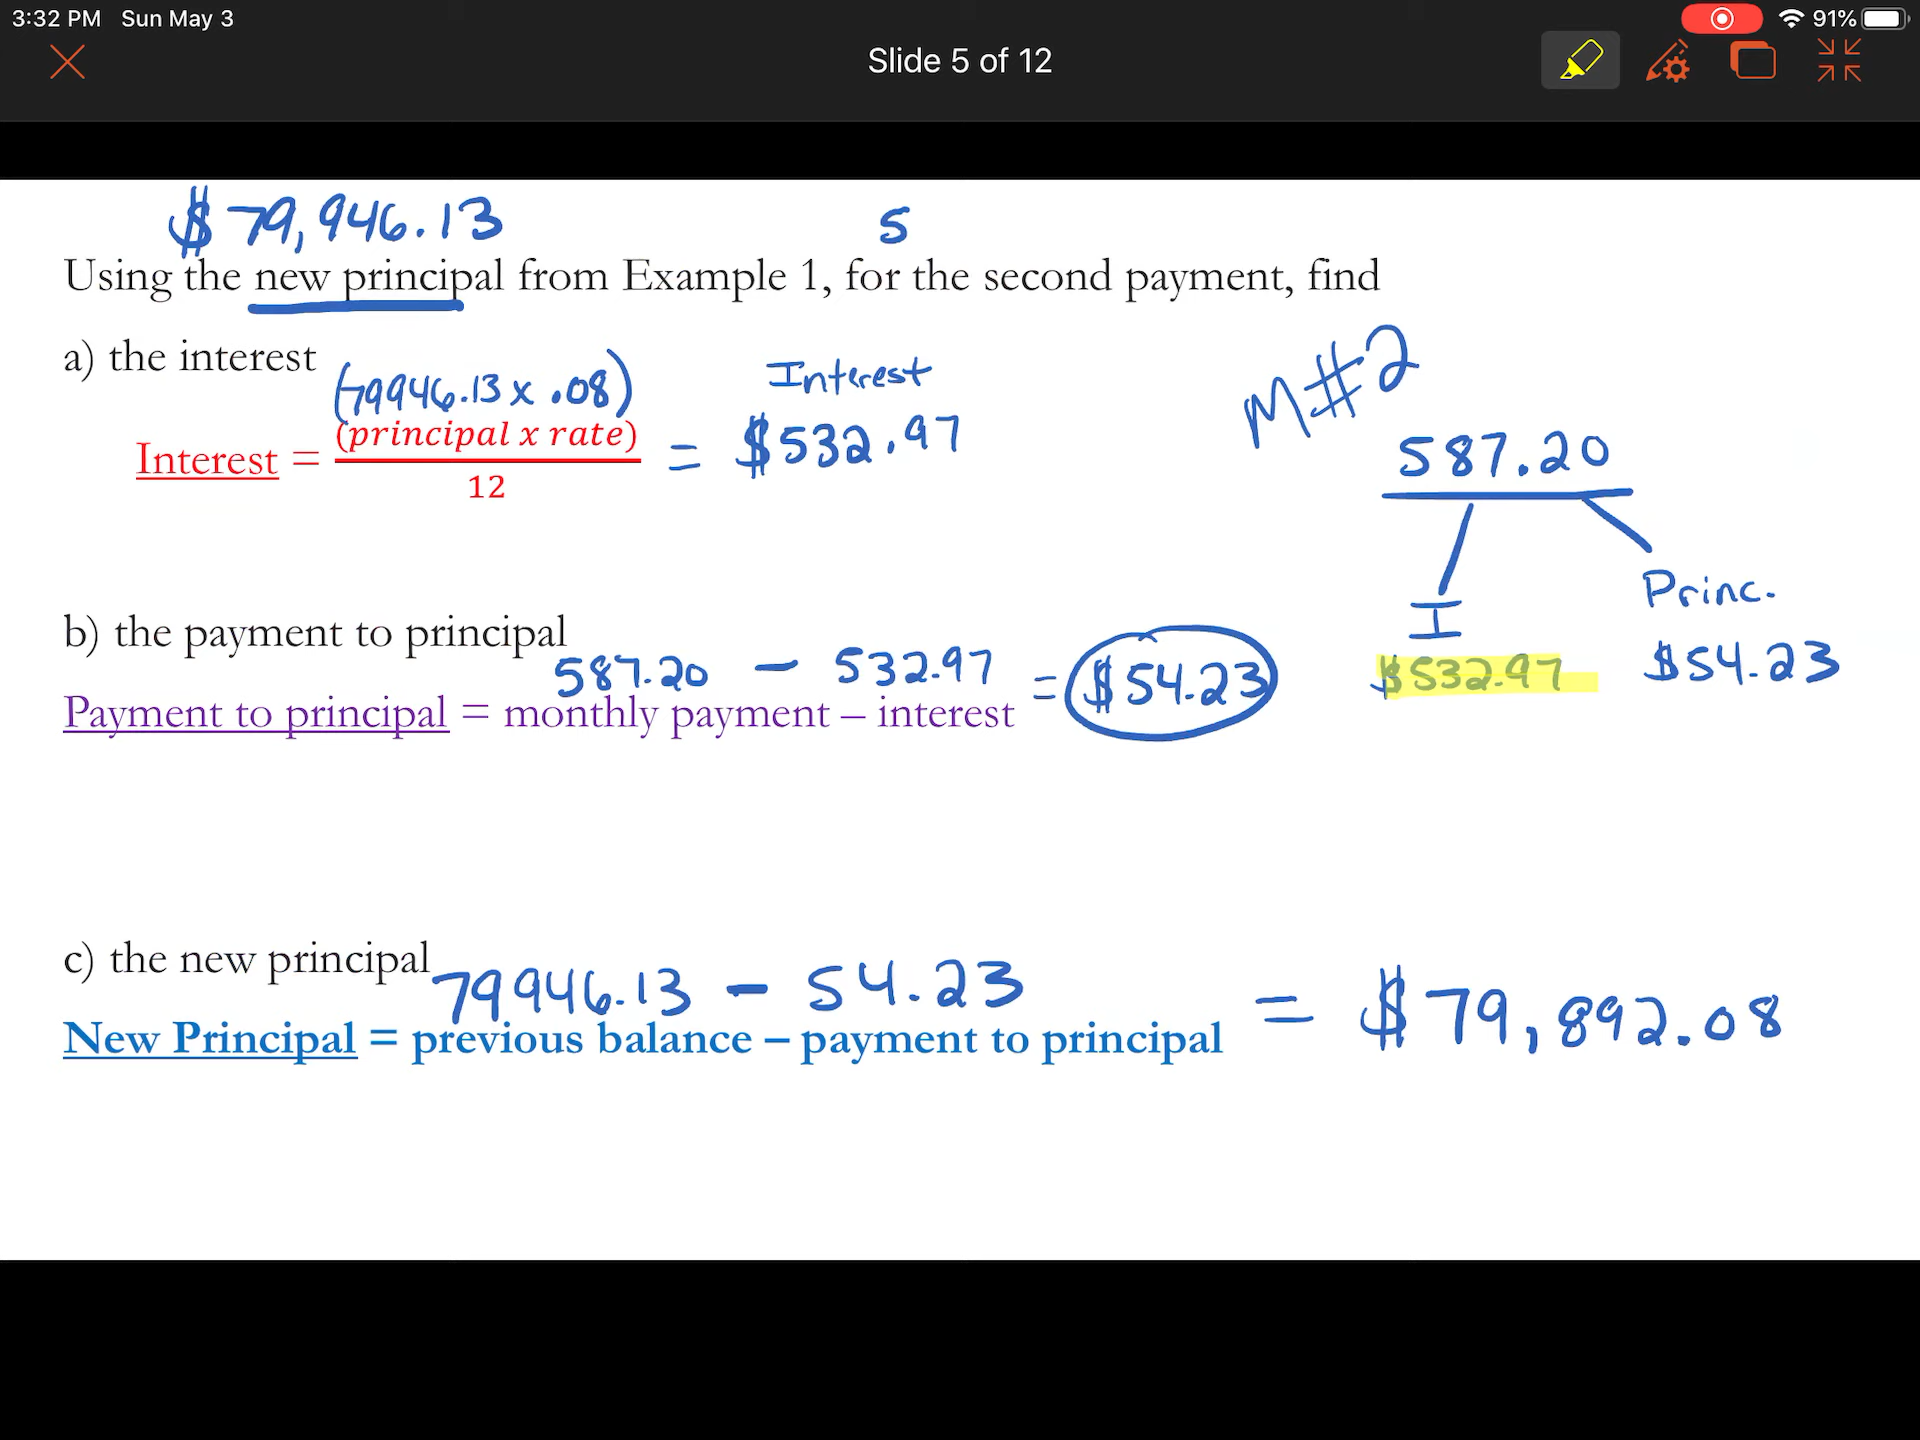 3:32 PM Sun May 3
91%
Slide 5 of 12
$79,946.13
5
Using the new principal from Example 1, for the second payment, find
a) the interest
(79946.13 x .08)
Interest
M#2
Interest = (principal x rate) / 12 = $532.97
587.20
I
Princ.
$532.97
$54.23
b) the payment to principal
587.20 - 532.97 = $54.23
Payment to principal = monthly payment – interest
c) the new principal
79946.13 - 54.23 = $79,892.08
New Principal = previous balance – payment to principal